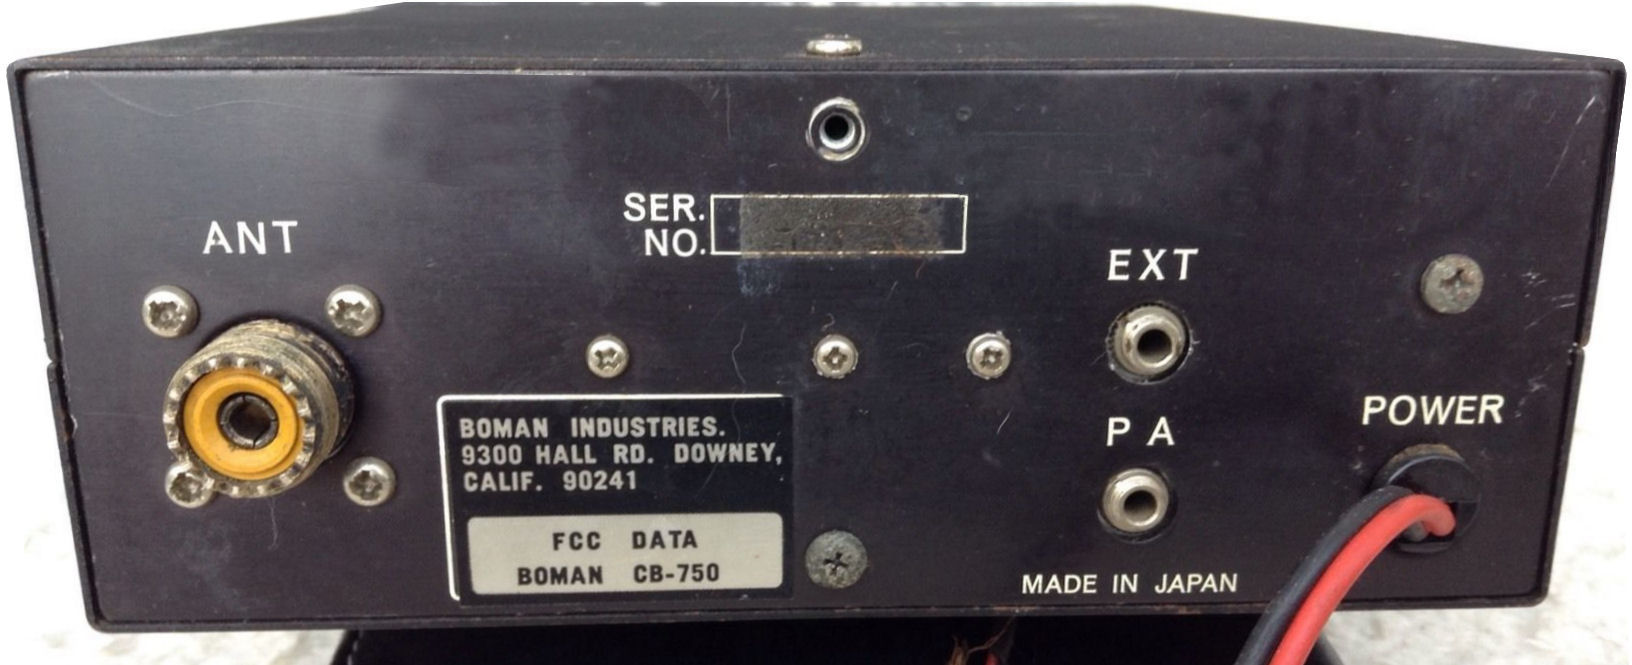 ANT
SER.
NO.
EXT
POWER
P A
BOMAN INDUSTRIES.
9300 HALL RD. DOWNEY,
CALIF. 90241
FCC DATA
BOMAN CB-750
MADE IN JAPAN